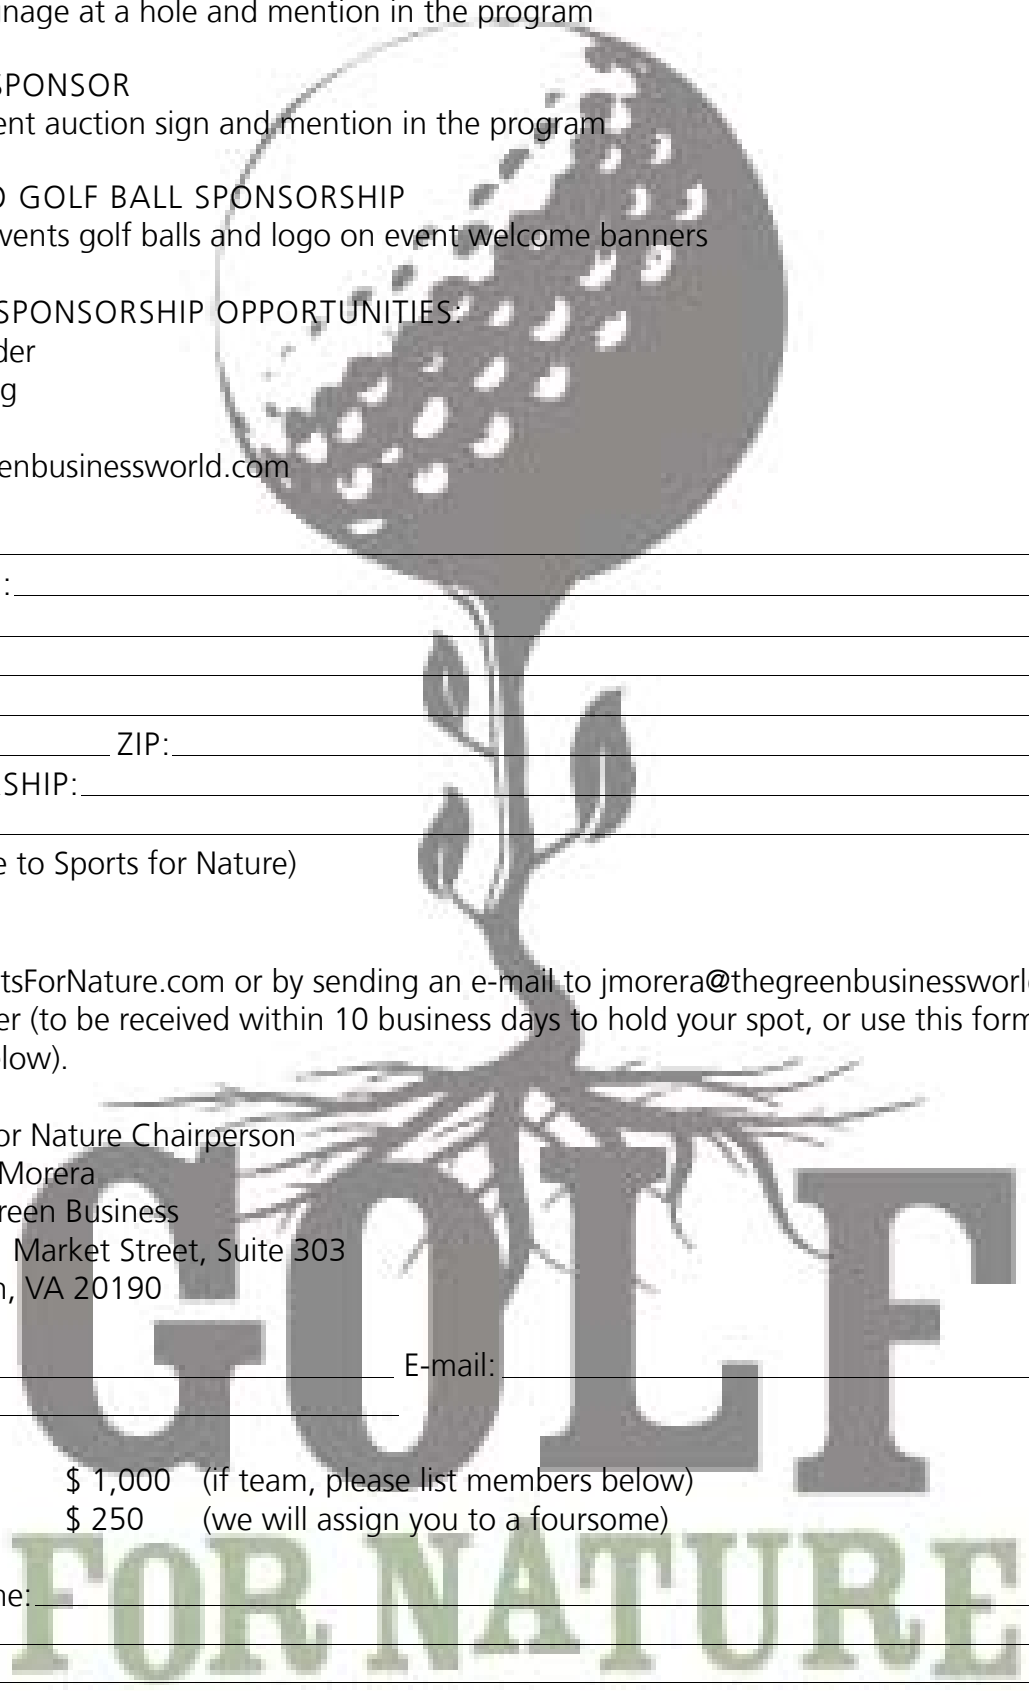 nage at a hole and mention in the program
SPONSOR
ent auction sign and mention in the program
GOLF BALL SPONSORSHIP
vents golf balls and logo on event welcome banners
SPONSORSHIP OPPORTUNITIES:
der
g
enbusinessworld.com
:
ZIP:
SHIP:
e to Sports for Nature)
tsForNature.com or by sending an e-mail to jmorera@thegreenbusinessworl
er (to be received within 10 business days to hold your spot, or use this form
low).
or Nature Chairperson
Morera
reen Business
Market Street, Suite 303
n, VA 20190
E-mail:
$ 1,000 (if team, please list members below)
$ 250 (we will assign you to a foursome)
ne:
GOLF
FOR NATURE